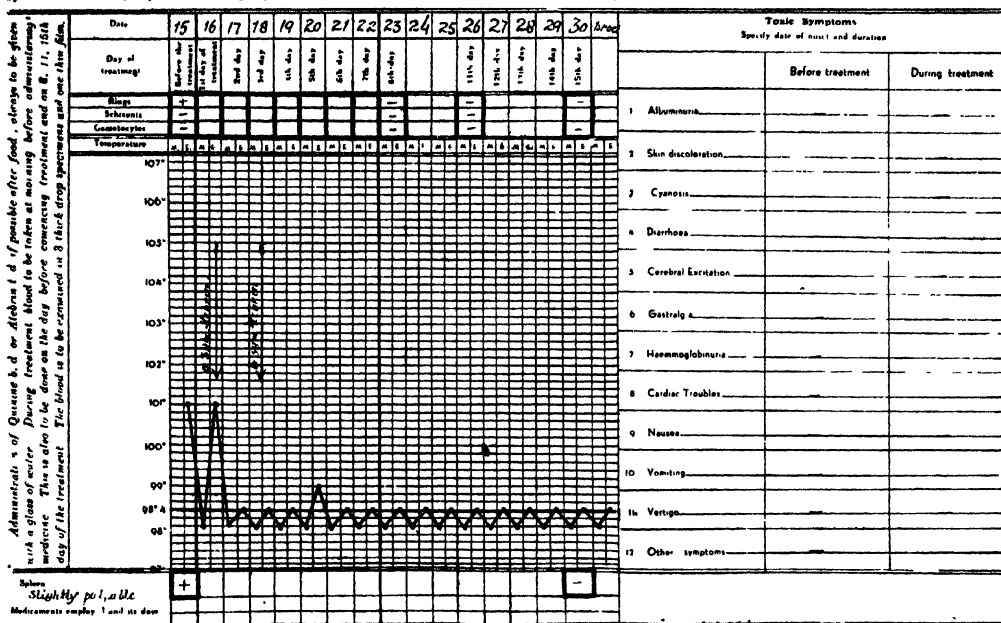 Administration of Quinine b. d or Atebrin t d if possible after food, always to be given
with a glass of water During treatment blood to be taken at morning before administering
medicine This is also to be done on the day before comencing treatment and on 8, 11, 15th
day of the treatment The blood is to be examined in 3 thick drop specimens and one thin film.
Date 15 16 17 18 19 20 21 22 23 24 25 26 27 28 29 30
Day of treatment Before the treatment 1st day of treatment 2nd day 3rd day 4th day 5th day 6th day 7th day 8th day 11th day 12th day 13th day 15th day
Rings + – – –
Schizonts – – –
Gametocytes – – – –
Temperature
107°
106°
105°
104°
103°
102°
101°
100°
99°
98° 4
98°
Spleen + –
Slightly palpable
Medicaments employ and its dose
Toxic Symptoms
Specify date of onset and duration
Before treatment During treatment
1 Albuminuria
2 Skin discoloration
3 Cyanosis
4 Diarrhoea
5 Cerebral Excitation
6 Gastralg a
7 Haemmoglobinuria
8 Cardiac Troubles
9 Nausea
10 Vomiting
11. Vertigo
12 Other symptoms